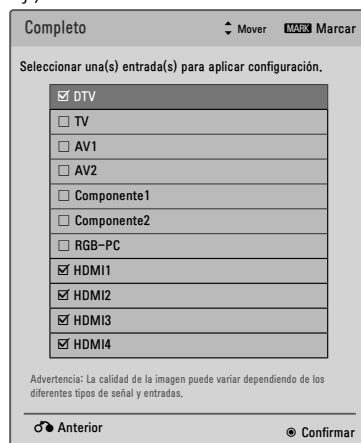 Completo Mover MARK Marcar
Seleccionar una(s) entrada(s) para aplicar configuración.
DTV
TV
AV1
AV2
Componente1
Componente2
RGB-PC
HDMI1
HDMI2
HDMI3
HDMI4
Advertencia: La calidad de la imagen puede variar dependiendo de los
diferentes tipos de señal y entradas.
Anterior Confirmar